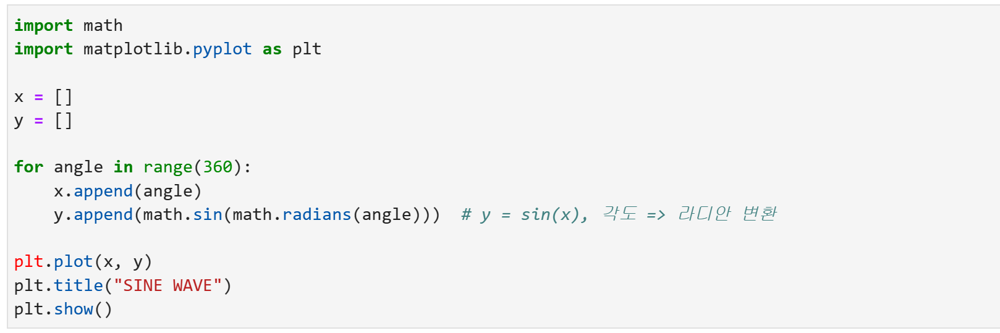 import math
import matplotlib.pyplot as plt
x = []
y = []
for angle in range(360):
    x.append(angle)
    y.append(math.sin(math.radians(angle)))  # y = sin(x), 각도 => 라디안 변환
plt.plot(x, y)
plt.title("SINE WAVE")
plt.show()